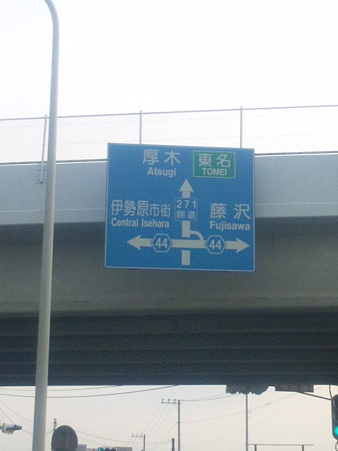 厚木 東名
Atsugi TOMEI
伊勢原市街 271 藤沢
Central Isehara 側道 Fujisawa
44 44